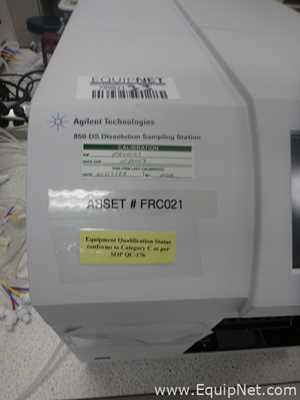 EQUIPNET
Agilent Technologies
850-DS Dissolution Sampling Station
CALIBRATION
ASSET # FRC021
Equipment Qualification Status
conforms to Category C as per
SOP QC-176
www.EquipNet.com